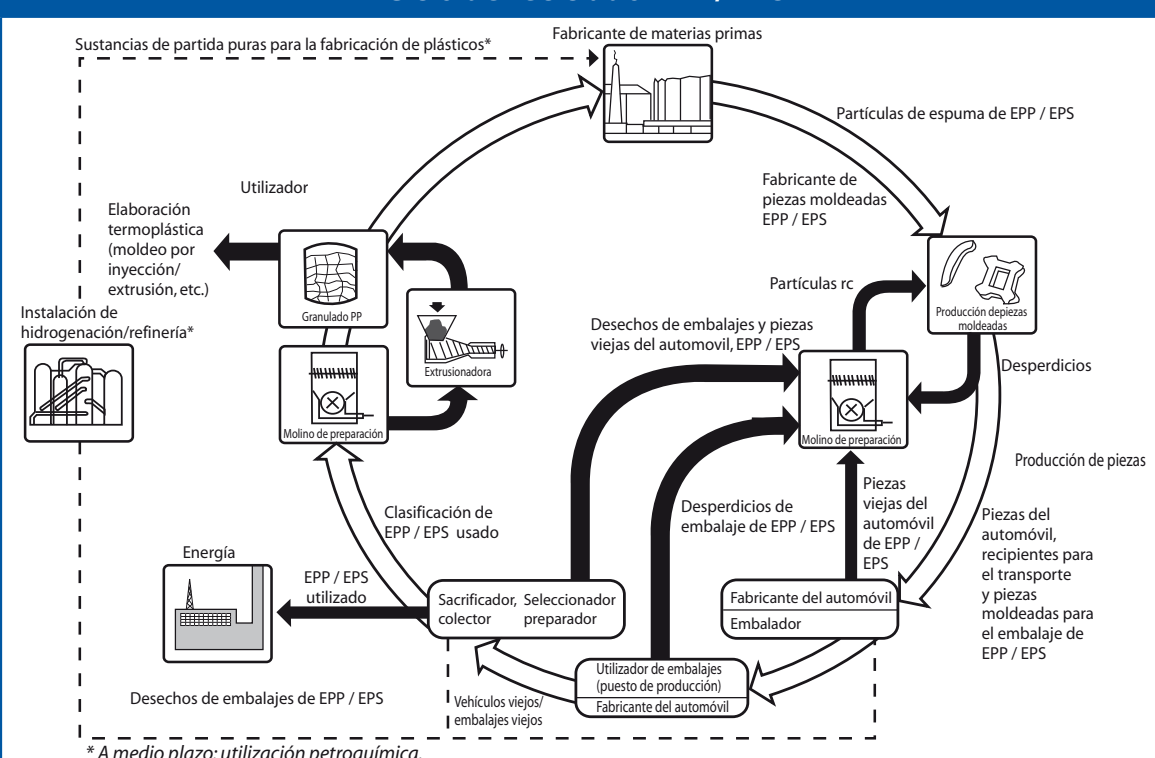 Fabricante de materias primas
Sustancias de partida puras para la fabricación de plásticos*
Partículas de espuma de EPP / EPS
Fabricante de
piezas moldeadas
EPP / EPS
Utilizador
Elaboración
termoplástica
(moldeo por
inyección/
extrusión, etc.)
Granulado PP
Partículas rc
Producción depiezas
moldeadas
Instalación de
hidrogenación/refinería*
Desechos de embalajes y piezas
viejas del automovil, EPP / EPS
Extrusionadora
Desperdicios
Molino de preparación
Molino de preparación
Producción de piezas
Clasificación de
EPP / EPS usado
Desperdicios de
embalaje de EPP / EPS
Piezas
viejas del
automóvil
de EPP /
EPS
Piezas del
automóvil,
recipientes para
el transporte
y piezas
moldeadas para
el embalaje de
EPP / EPS
Energía
EPP / EPS
utilizado
Sacrificador, Seleccionador
colector preparador
Fabricante del automóvil
Embalador
Utilizador de embalajes
(puesto de producción)
Fabricante del automóvil
Vehículos viejos/
embalajes viejos
Desechos de embalajes de EPP / EPS
* A medio plazo: utilización petroquímica.